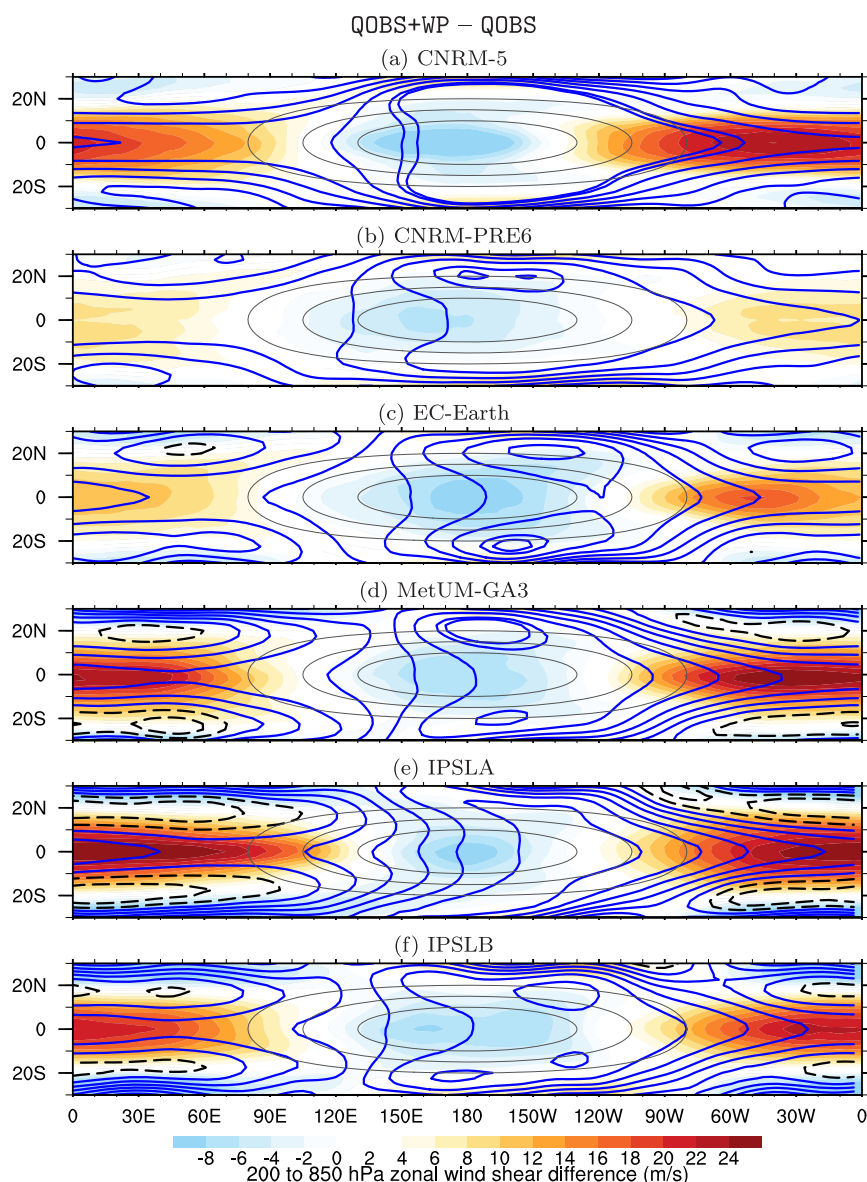 QOBS+WP − QOBS
(a) CNRM-5
20N
0
20S
(b) CNRM-PRE6
20N
0
20S
(c) EC-Earth
20N
0
20S
(d) MetUM-GA3
20N
0
20S
(e) IPSLA
20N
0
20S
(f) IPSLB
20N
0
20S
0 30E 60E 90E 120E 150E 180 150W 120W 90W 60W 30W 0
-8 -6 -4 -2 0 2 4 6 8 10 12 14 16 18 20 22 24
200 to 850 hPa zonal wind shear difference (m/s)